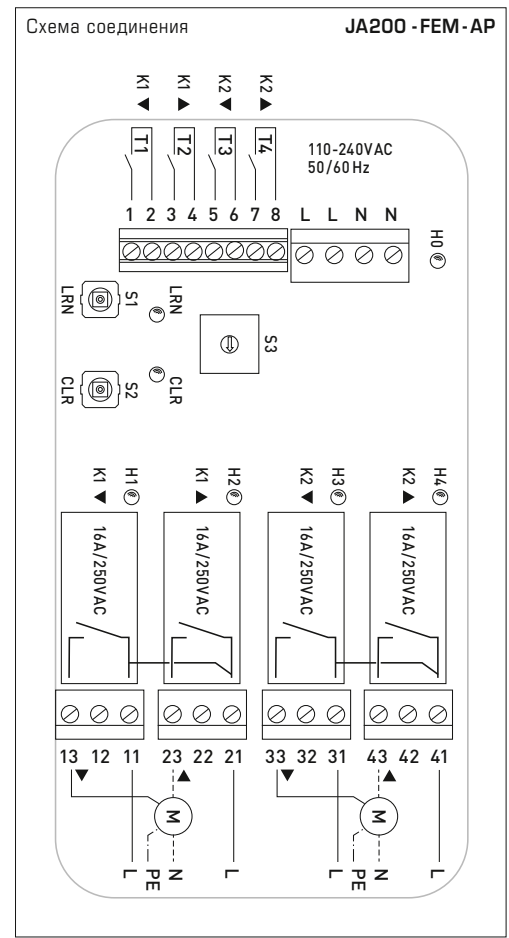 Схема соединения JA200 -FEM-AP
K1 ◀ K1 ▶ K2 ◀ K2 ▶
T1 T2 T3 T4
110-240VAC
50/60 Hz
1 2 3 4 5 6 7 8 L L N N
H0
LRN S1 LRN
S3
CLR S2 CLR
K1 ◀ H1 K1 ▶ H2 K2 ◀ H3 K2 ▶ H4
16A/250VAC 16A/250VAC 16A/250VAC 16A/250VAC
13 12 11 23 22 21 33 32 31 43 42 41
▼ ▲ ▼ ▲
M M
L PE N L L PE N L